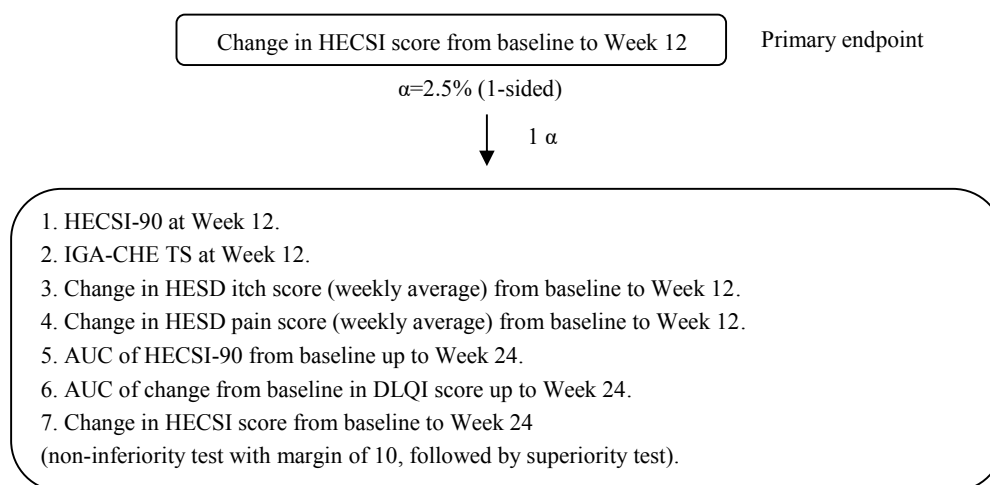 Change in HECSI score from baseline to Week 12
Primary endpoint
α=2.5% (1-sided)
1 α
1. HECSI-90 at Week 12.
2. IGA-CHE TS at Week 12.
3. Change in HESD itch score (weekly average) from baseline to Week 12.
4. Change in HESD pain score (weekly average) from baseline to Week 12.
5. AUC of HECSI-90 from baseline up to Week 24.
6. AUC of change from baseline in DLQI score up to Week 24.
7. Change in HECSI score from baseline to Week 24
(non-inferiority test with margin of 10, followed by superiority test).